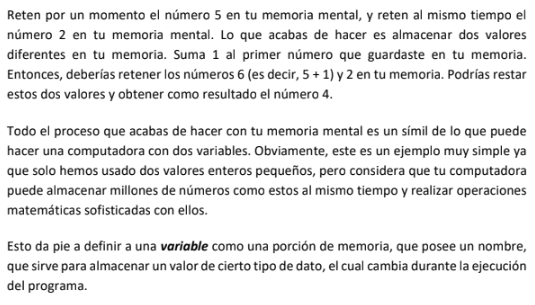 Reten por un momento el número 5 en tu memoria mental, y reten al mismo tiempo el
número 2 en tu memoria mental. Lo que acabas de hacer es almacenar dos valores
diferentes en tu memoria. Suma 1 al primer número que guardaste en tu memoria.
Entonces, deberías retener los números 6 (es decir, 5 + 1) y 2 en tu memoria. Podrías restar
estos dos valores y obtener como resultado el número 4.
Todo el proceso que acabas de hacer con tu memoria mental es un símil de lo que puede
hacer una computadora con dos variables. Obviamente, este es un ejemplo muy simple ya
que solo hemos usado dos valores enteros pequeños, pero considera que tu computadora
puede almacenar millones de números como estos al mismo tiempo y realizar operaciones
matemáticas sofisticadas con ellos.
Esto da pie a definir a una variable como una porción de memoria, que posee un nombre,
que sirve para almacenar un valor de cierto tipo de dato, el cual cambia durante la ejecución
del programa.